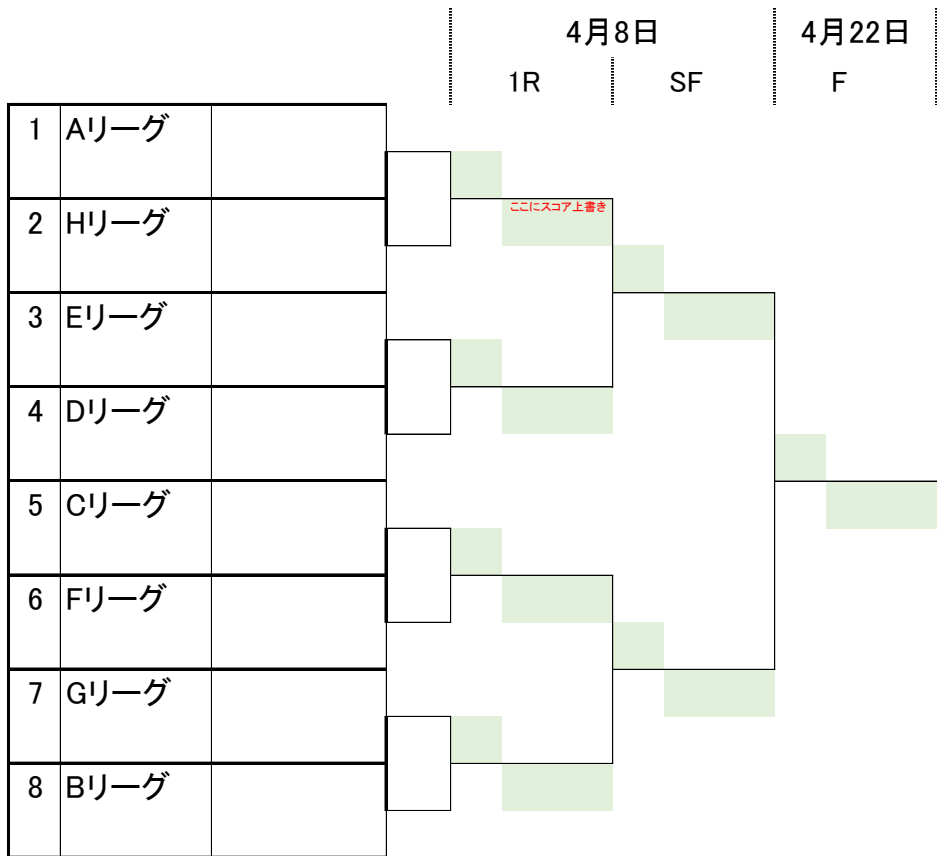 4月8日 4月22日
1R SF F
1 Aリーグ
ここにスコア上書き
2 Hリーグ
3 Eリーグ
4 Dリーグ
5 Cリーグ
6 Fリーグ
7 Gリーグ
8 Bリーグ